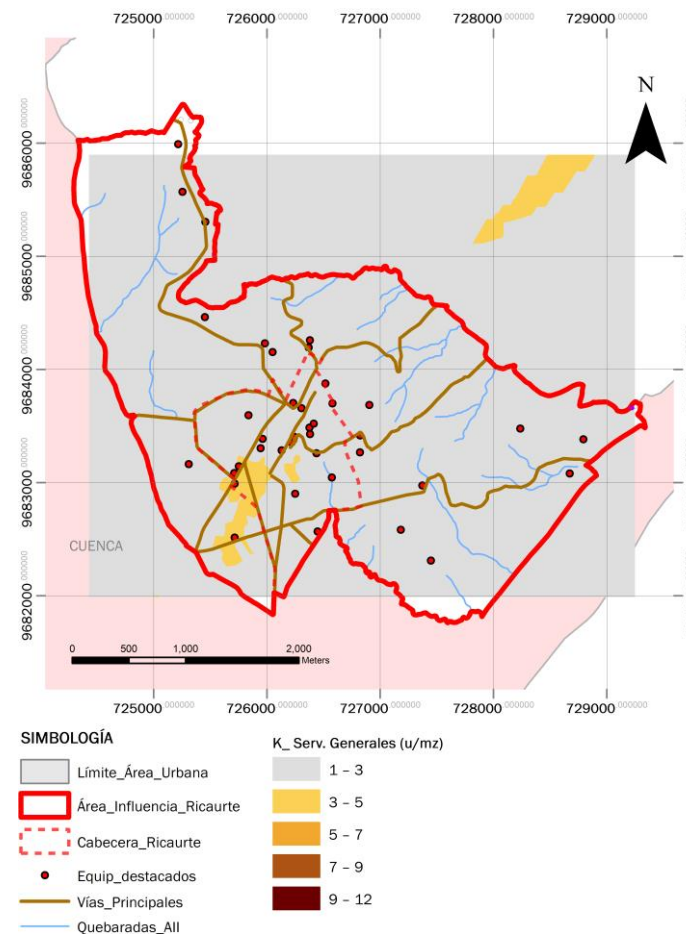 725000 000000 726000 000000 727000 000000 728000 000000 729000 000000
N
9686000 000000
9685000 000000
9684000 000000
9683000 000000
9682000 000000
CUENCA
0 500 1,000 2,000
Meters
725000 000000 726000 000000 727000 000000 728000 000000 729000 000000
SIMBOLOGÍA
Límite_Área_Urbana
Área_Influencia_Ricaurte
Cabecera_Ricaurte
Equip_destacados
Vías_Principales
Quebaradas_AII
K_ Serv. Generales (u/mz)
1 – 3
3 – 5
5 – 7
7 – 9
9 – 12